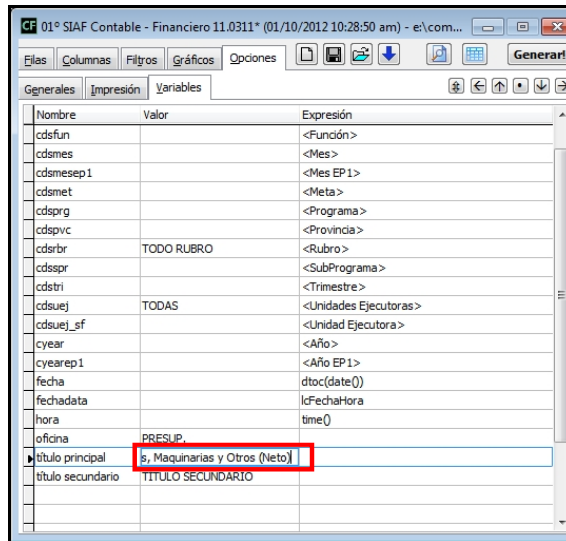 CF 01° SIAF Contable - Financiero 11.0311* (01/10/2012 10:28:50 am) - e:\com...
Filas Columnas Filtros Gráficos Opciones Generar!
Generales Impresión Variables
Nombre Valor Expresión
cdsfun <Función>
cdsmes <Mes>
cdsmesep1 <Mes EP1>
cdsmet <Meta>
cdsprg <Programa>
cdspvc <Provincia>
cdsrbr TODO RUBRO <Rubro>
cdsspr <SubPrograma>
cdstri <Trimestre>
cdsuej TODAS <Unidades Ejecutoras>
cdsuej_sf <Unidad Ejecutora>
cyear <Año>
cyearep1 <Año EP1>
fecha dtoc(date())
fechadata lcFechaHora
hora time()
oficina PRESUP.
título principal s, Maquinarias y Otros (Neto)
título secundario TITULO SECUNDARIO